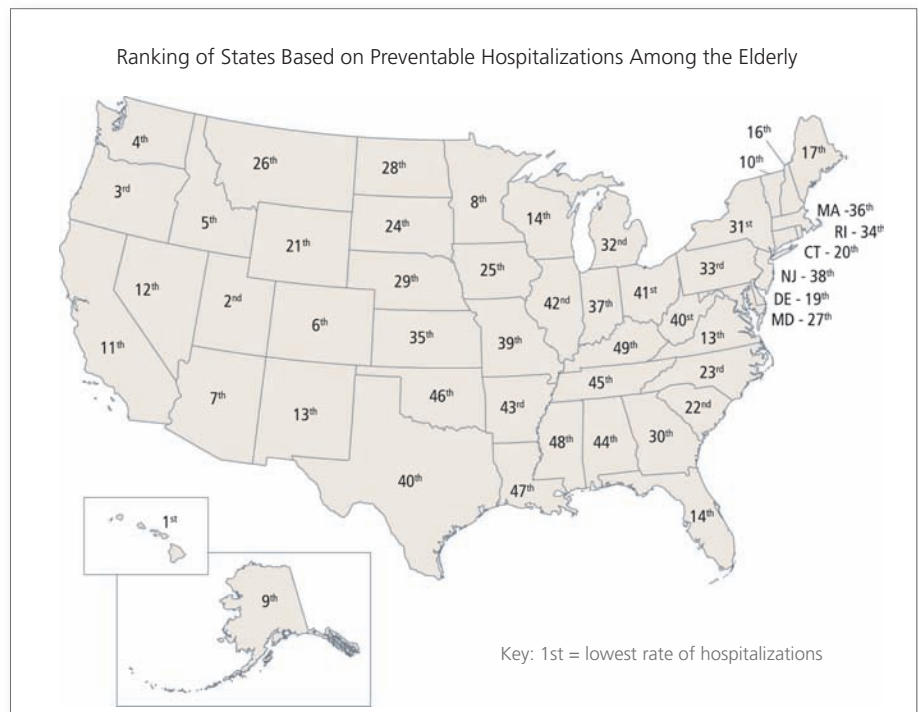 Ranking of States Based on Preventable Hospitalizations Among the Elderly
16th
4th
17th
26th
28th
10th
3rd
8th
14th
MA -36th
5th
24th
31st
RI - 34th
21st
32nd
CT - 20th
25th
33rd
NJ - 38th
12th
2nd
29th
42nd
37th
41st
DE - 19th
6th
40st
MD - 27th
11th
35th
39th
13th
49th
23rd
7th
13th
46th
45th
43rd
22nd
48th
44th
30th
40th
47th
14th
1st
9th
Key: 1st = lowest rate of hospitalizations